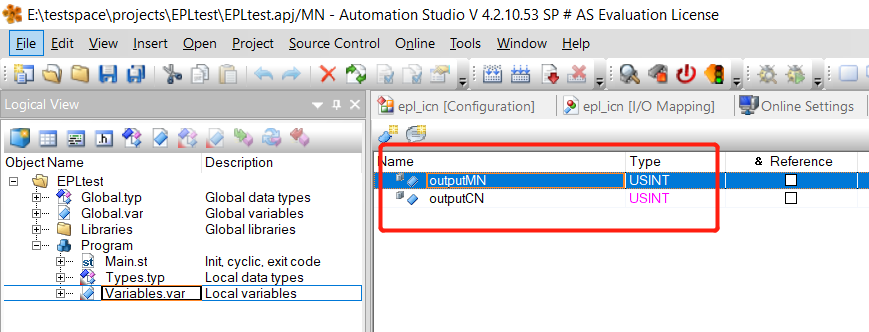 E:\testspace\projects\EPLtest\EPLtest.apj/MN - Automation Studio V 4.2.10.53 SP # AS Evaluation License
File Edit View Insert Open Project Source Control Online Tools Window Help
Logical View
epl_icn [Configuration] epl_icn [I/O Mapping] Online Settings
.h
Object Name Description
Name Type & Reference
EPLtest
outputMN USINT
Global.typ Global data types
outputCN USINT
Global.var Global variables
Libraries Global libraries
Program
st Main.st Init, cyclic, exit code
Types.typ Local data types
Variables.var Local variables